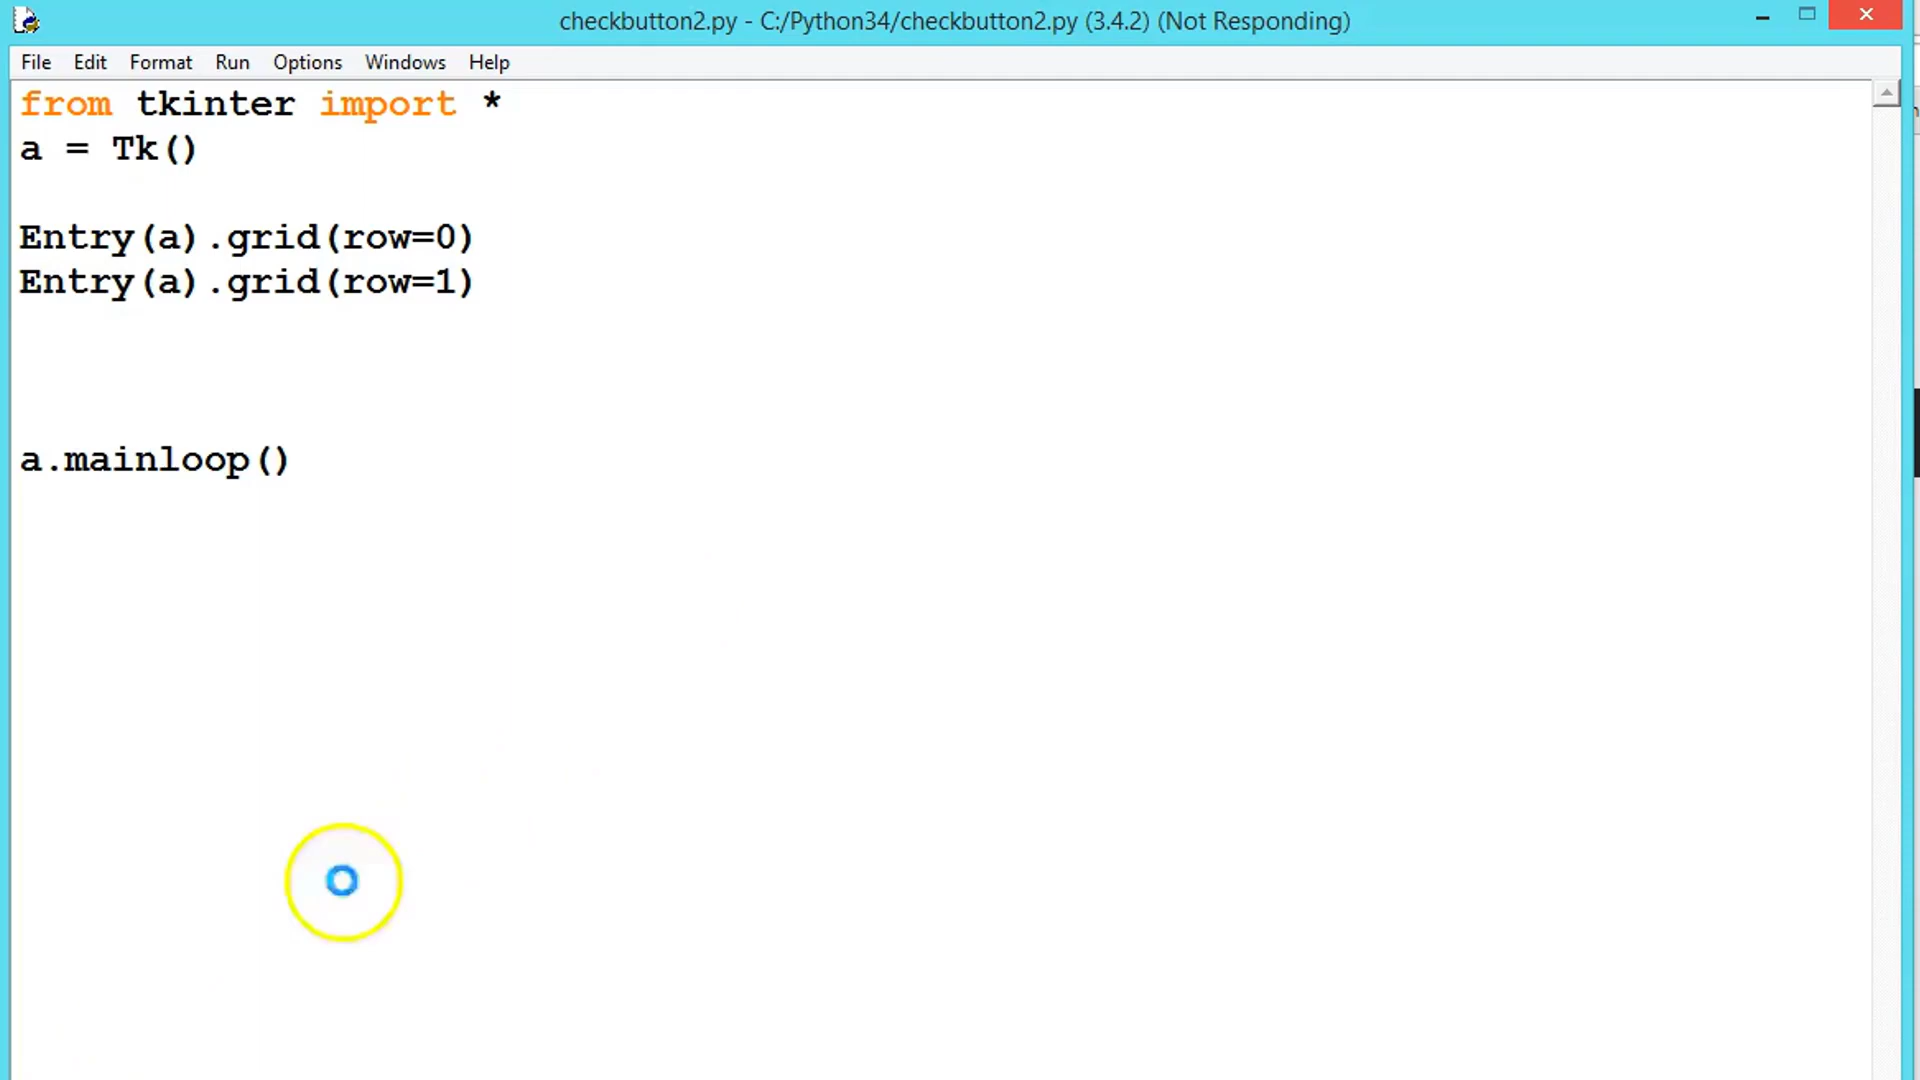 checkbutton2.py - C:/Python34/checkbutton2.py (3.4.2) (Not Responding)
File Edit Format Run Options Windows Help
from tkinter import *
a = Tk()
Entry(a).grid(row=0)
Entry(a).grid(row=1)
a.mainloop()